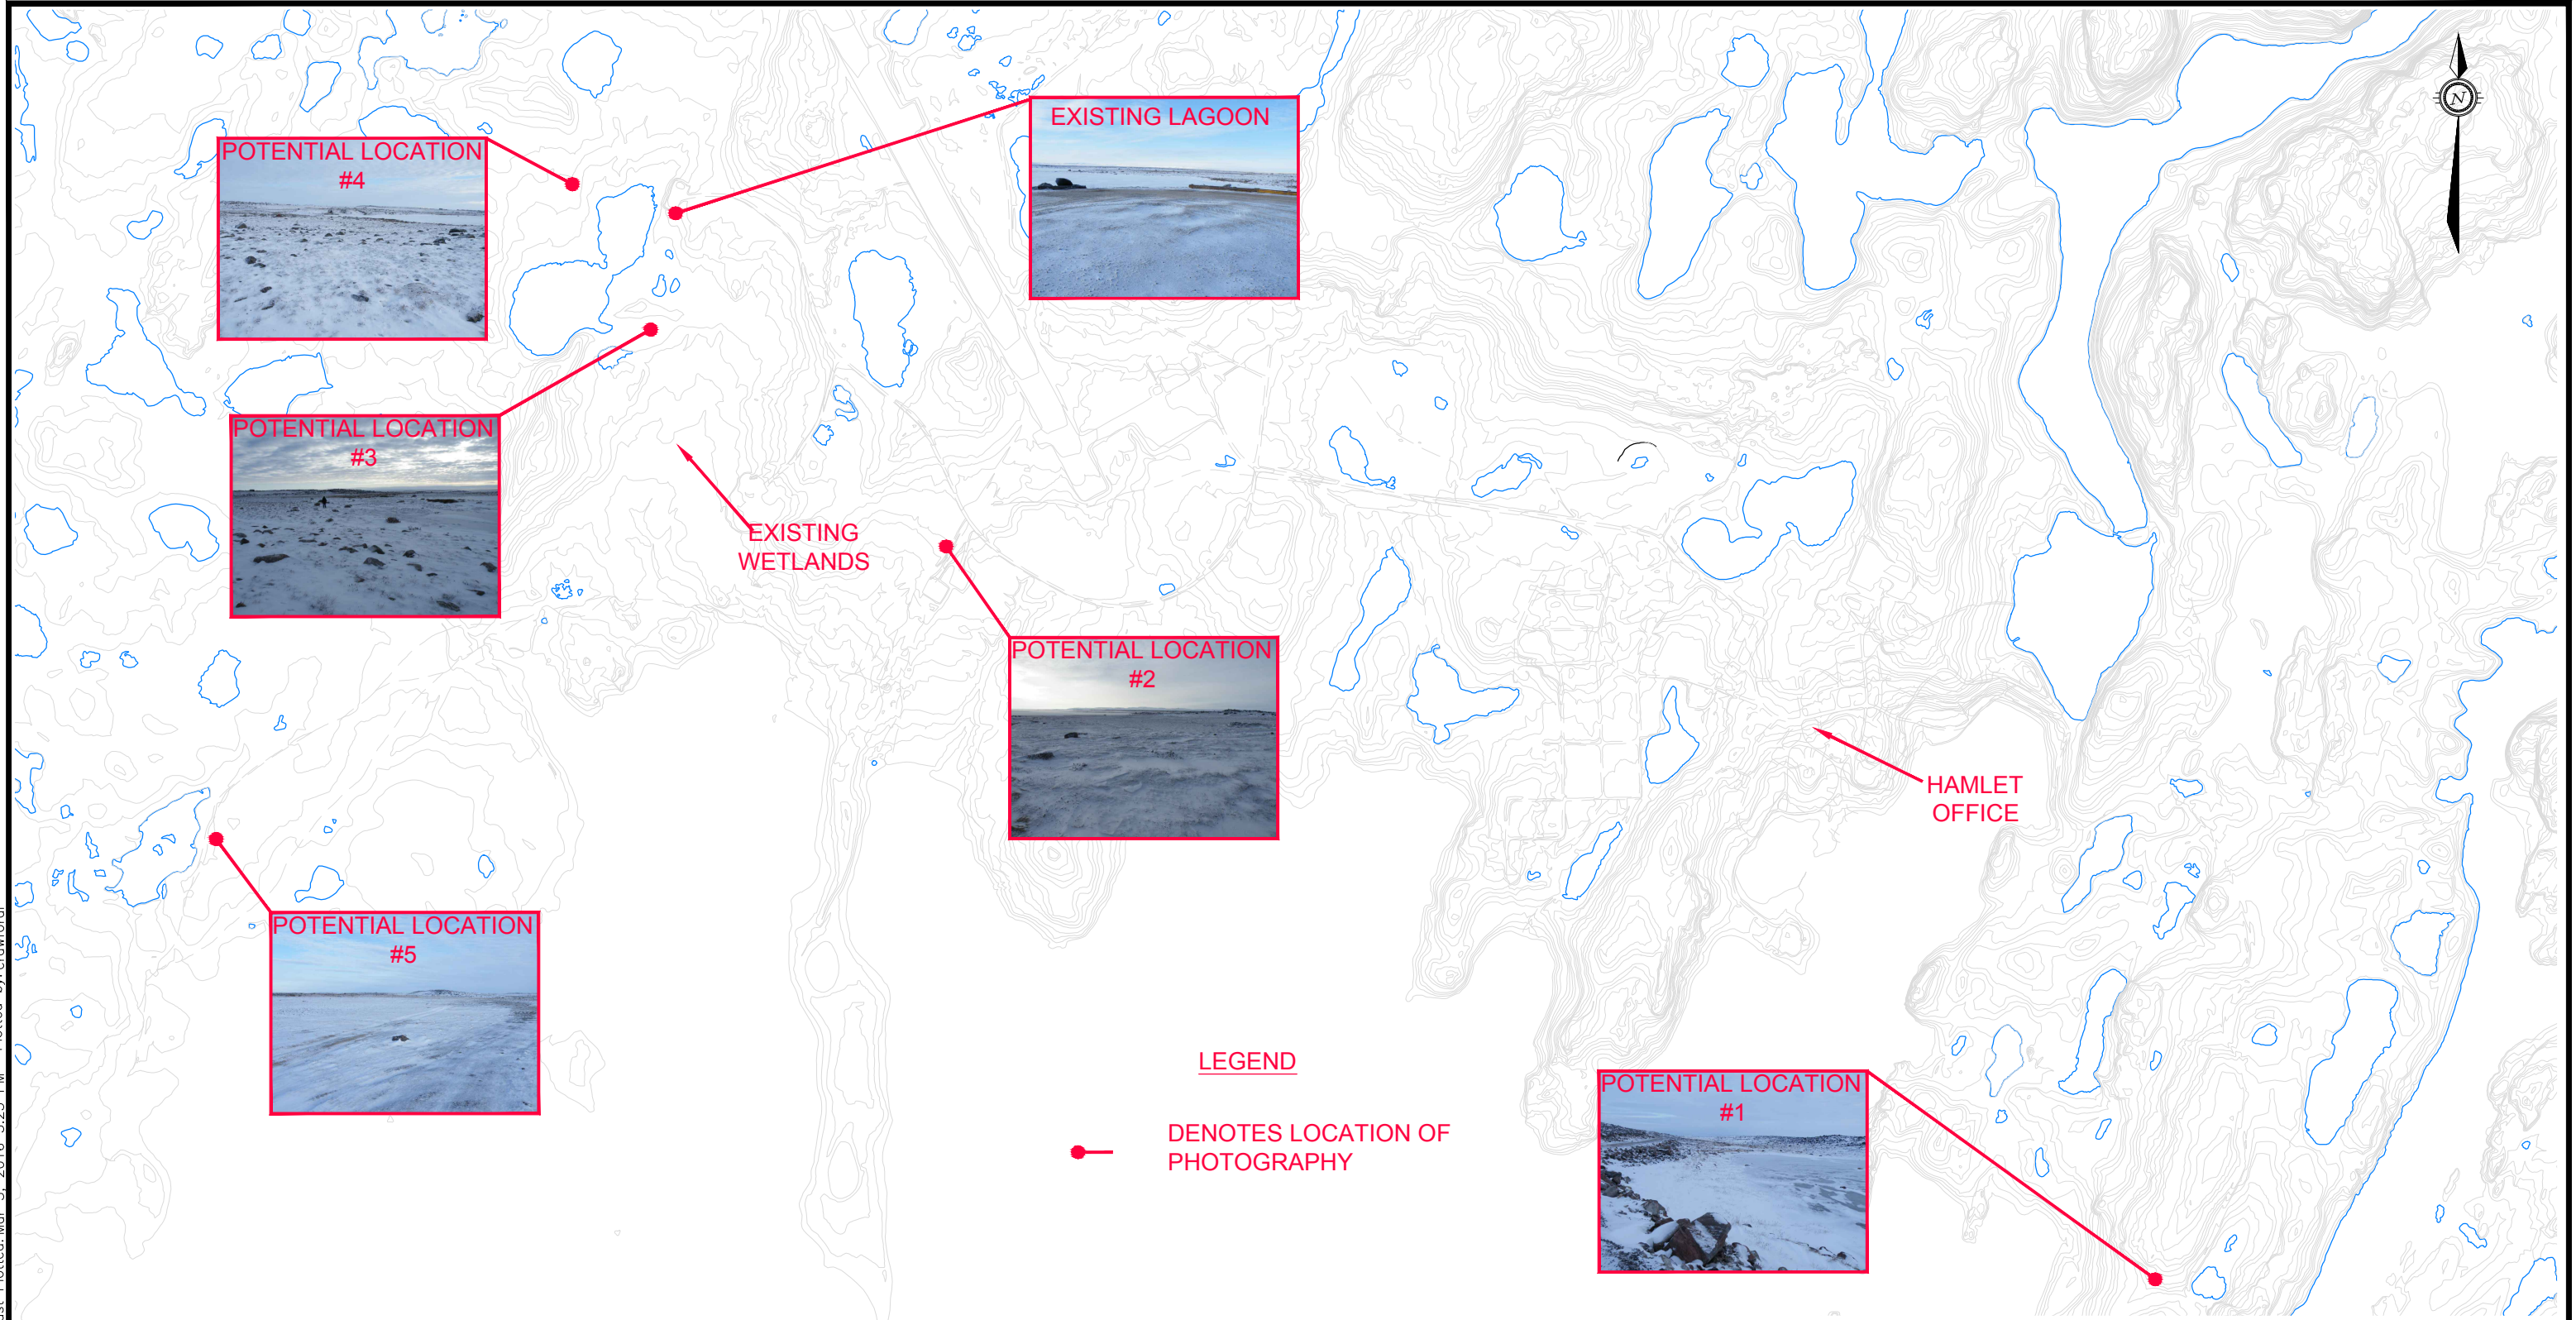 EXISTING LAGOON
POTENTIAL LOCATION
#4
N
POTENTIAL LOCATION
#3
EXISTING
WETLANDS
POTENTIAL LOCATION
#2
HAMLET
OFFICE
POTENTIAL LOCATION
#5
LEGEND
DENOTES LOCATION OF
PHOTOGRAPHY
POTENTIAL LOCATION
#1